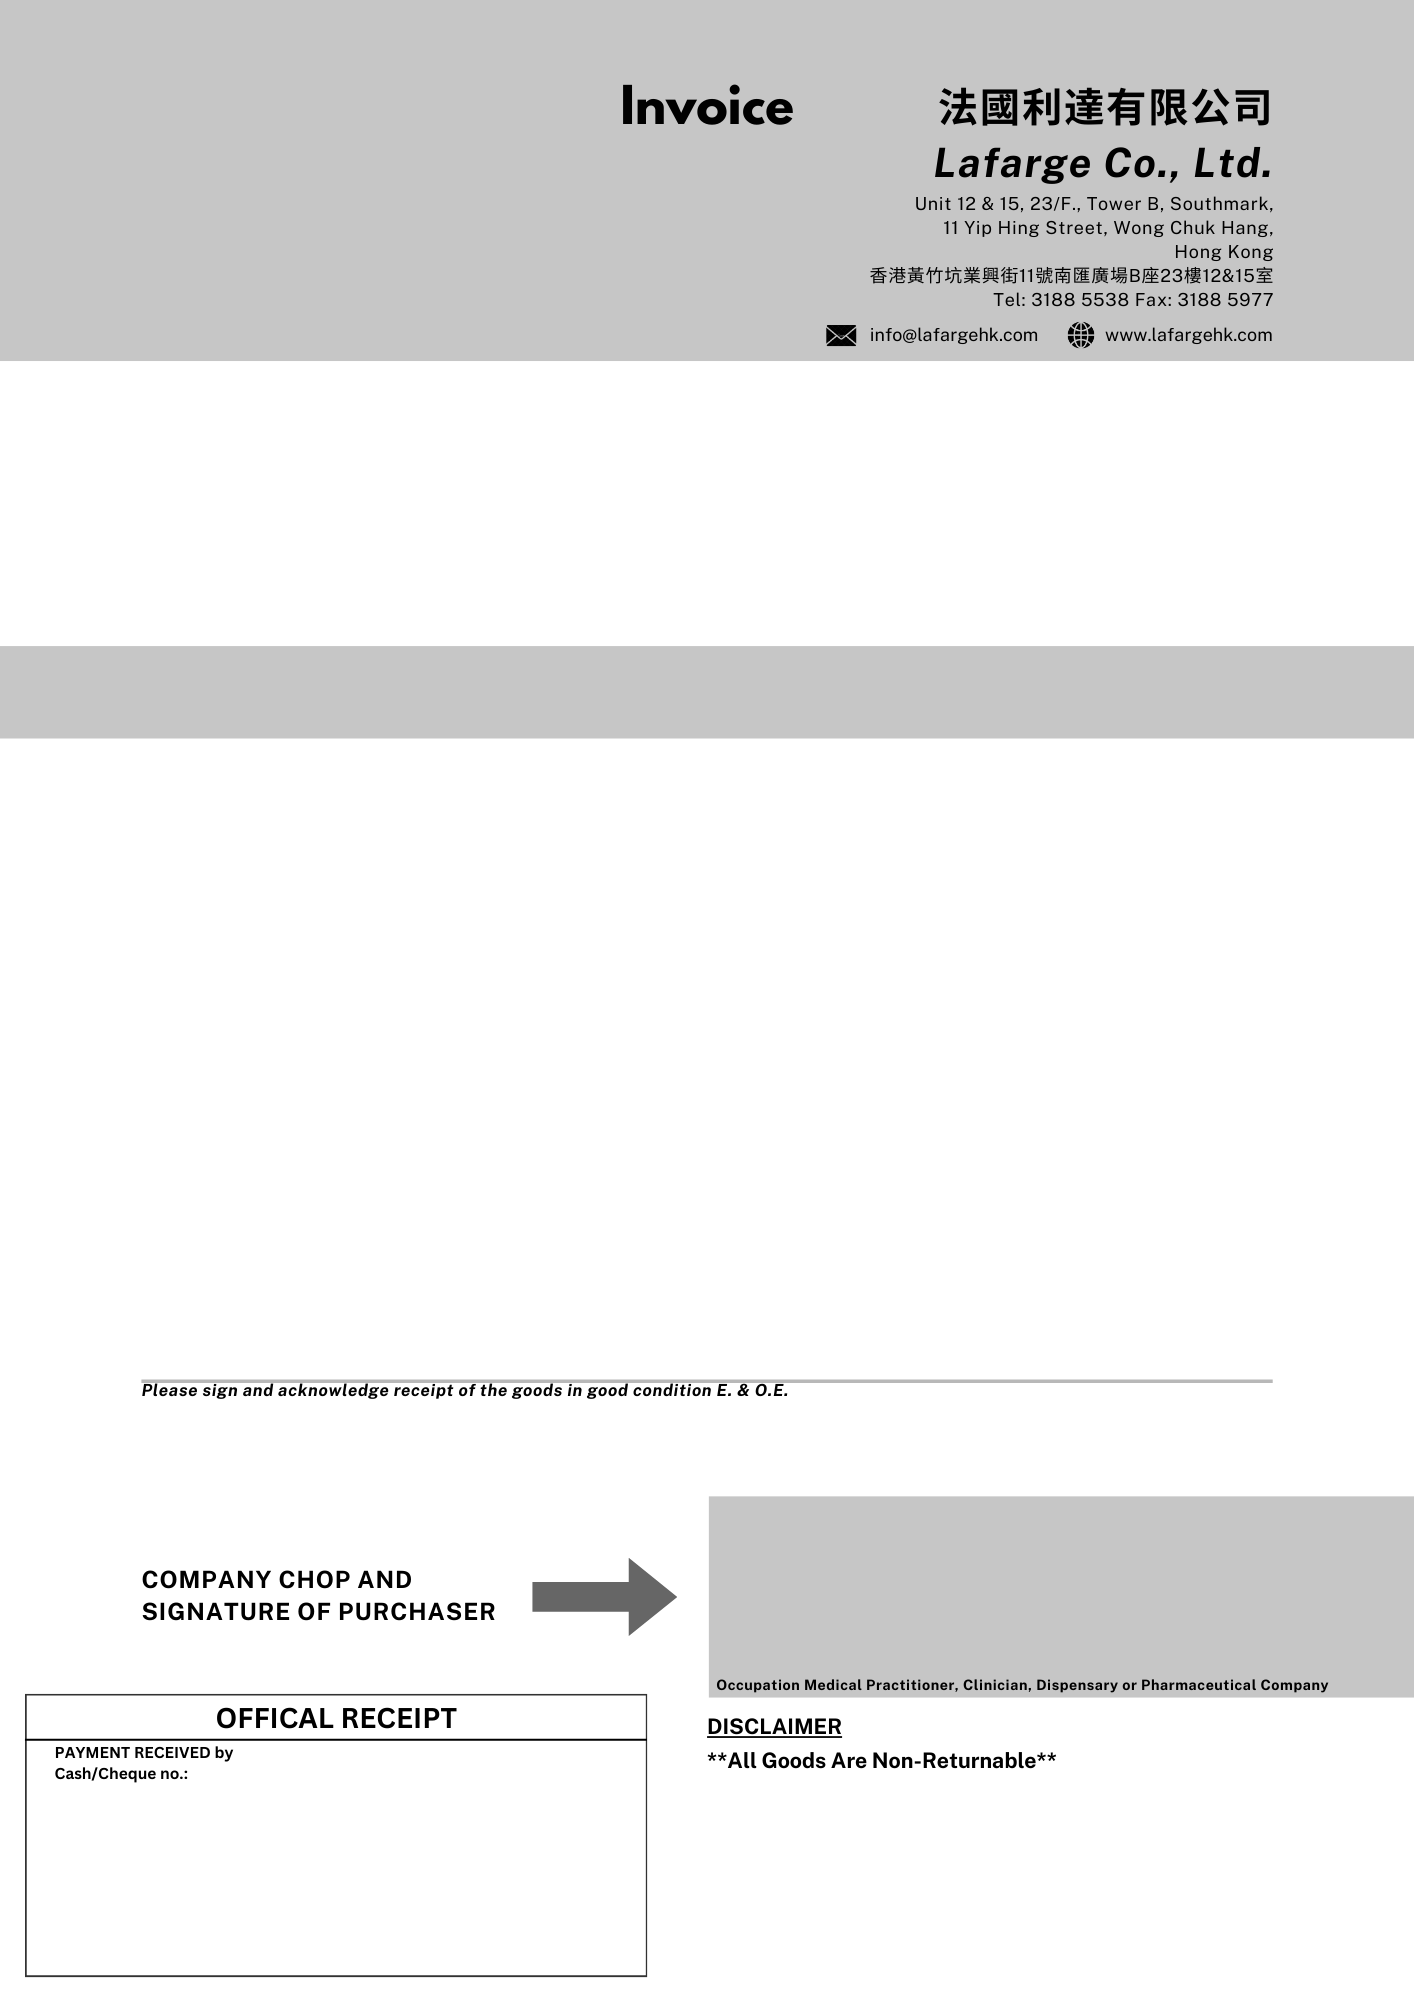 Invoice
法國利達有限公司
Lafarge Co., Ltd.
Unit 12 & 15, 23/F., Tower B, Southmark,
11 Yip Hing Street, Wong Chuk Hang,
Hong Kong
香港黃竹坑業興街11號南匯廣場B座23樓12&15室
Tel: 3188 5538 Fax: 3188 5977
info@lafargehk.com www.lafargehk.com
Please sign and acknowledge receipt of the goods in good condition E. & O.E.
COMPANY CHOP AND
SIGNATURE OF PURCHASER
Occupation Medical Practitioner, Clinician, Dispensary or Pharmaceutical Company
OFFICAL RECEIPT
PAYMENT RECEIVED by
Cash/Cheque no.:
DISCLAIMER
**All Goods Are Non-Returnable**